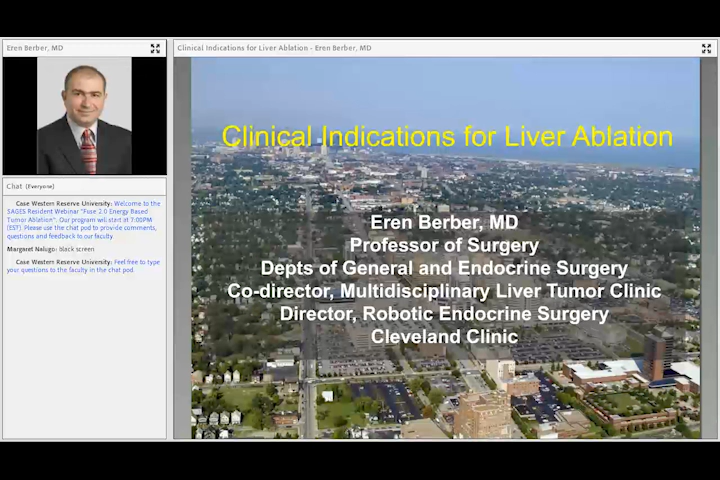 Eren Berber, MD
Clinical Indications for Liver Ablation - Eren Berber, MD
Chat (Everyone)
Case Western Reserve University: Welcome to the
SAGES Resident Webinar "Fuse 2.0 Energy Based
Tumor Ablation". Our program will start at 7:00PM
(EST). Please use the chat pod to provide comments,
questions and feedback to our faculty
Margaret Nalugo: black screen
Case Western Reserve University: Feel free to type
your questions to the faculty in the chat pod
Clinical Indications for Liver Ablation
Eren Berber, MD
Professor of Surgery
Depts of General and Endocrine Surgery
Co-director, Multidisciplinary Liver Tumor Clinic
Director, Robotic Endocrine Surgery
Cleveland Clinic